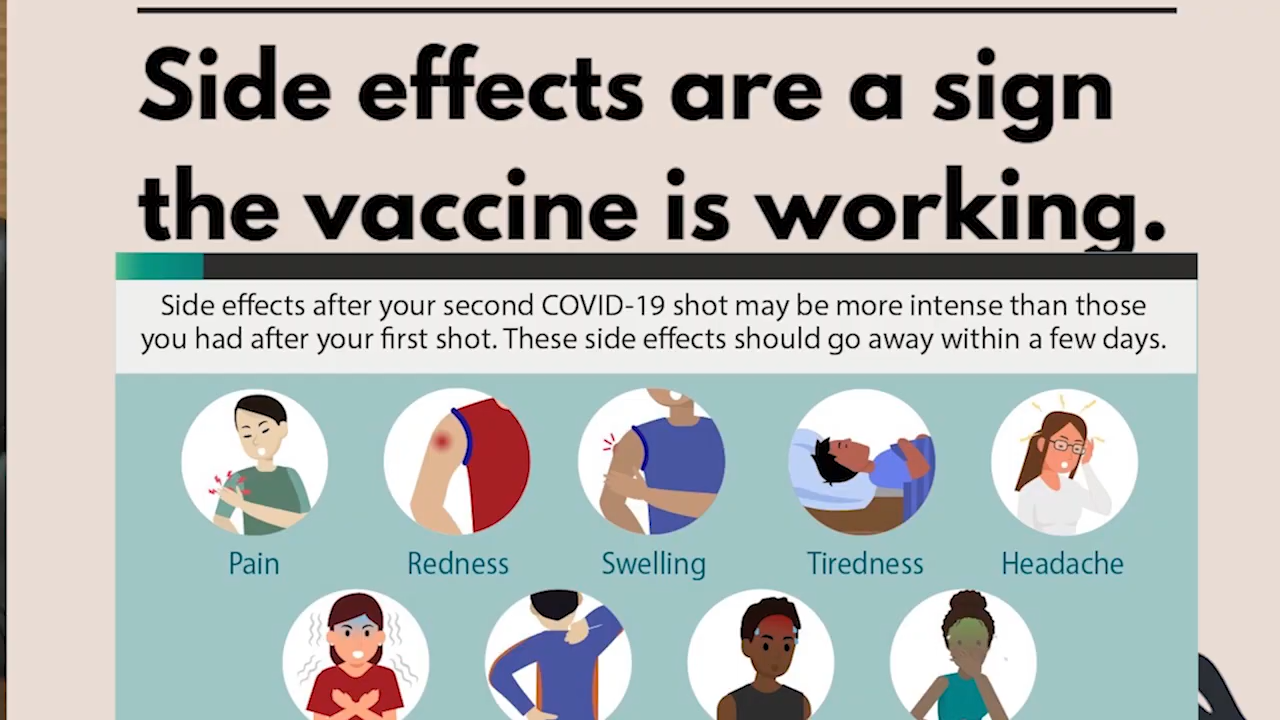 Side effects are a sign
the vaccine is working.
Side effects after your second COVID-19 shot may be more intense than those
you had after your first shot. These side effects should go away within a few days.
Pain
Redness
Swelling
Tiredness
Headache